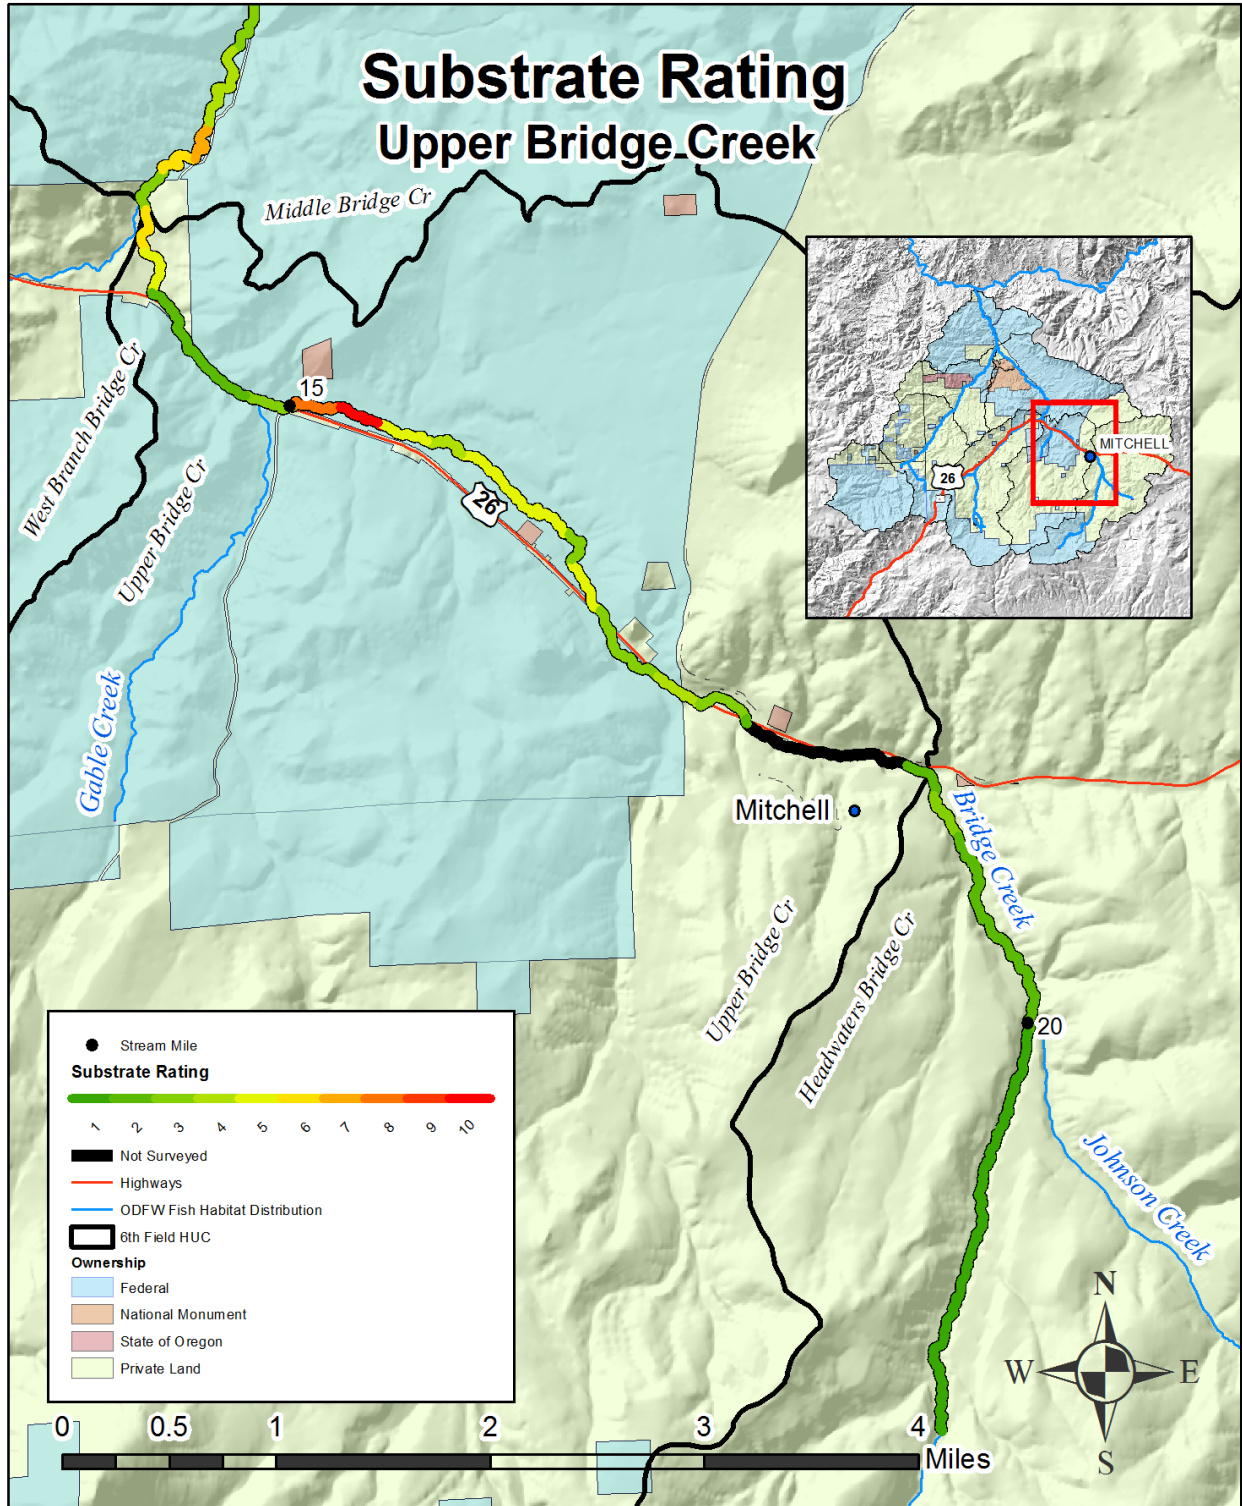 Substrate Rating
Upper Bridge Creek
Middle Bridge Cr
MITCHELL
26
15
West Branch Bridge Cr
Upper Bridge Cr
26
Gable Creek
Mitchell
Bridge Creek
Upper Bridge Cr
Headwaters Bridge Cr
20
Johnson Creek
Stream Mile
Substrate Rating
1 2 3 4 5 6 7 8 9 10
Not Surveyed
Highways
ODFW Fish Habitat Distribution
6th Field HUC
Ownership
Federal
National Monument
State of Oregon
Private Land
N
W E
S
0 0.5 1 2 3 4
Miles